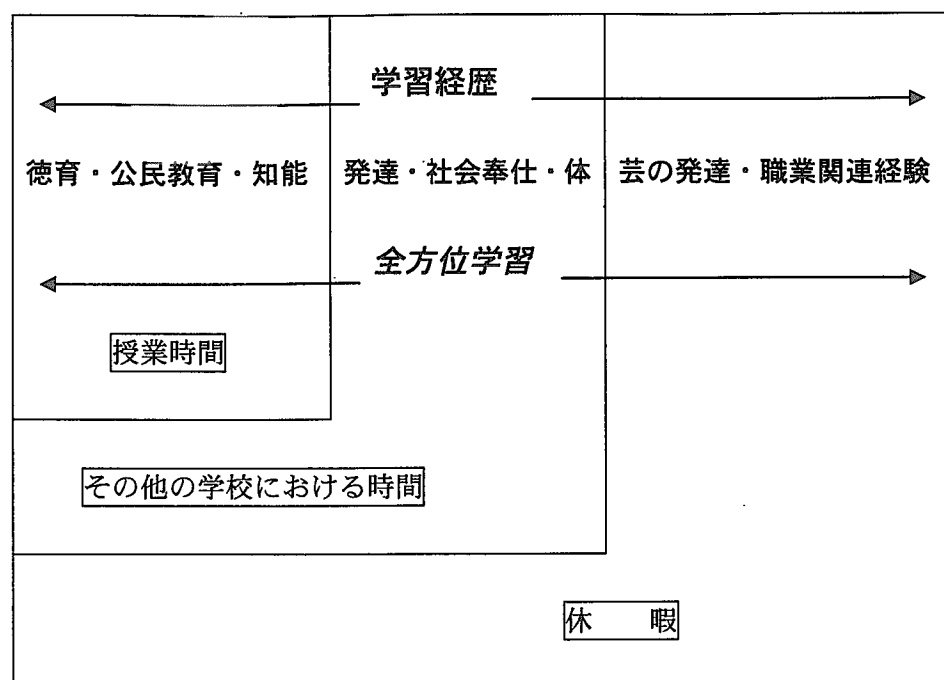 学習経歴
徳育・公民教育・知能 発達・社会奉仕・体 芸の発達・職業関連経験
全方位学習
授業時間
その他の学校における時間
休 暇